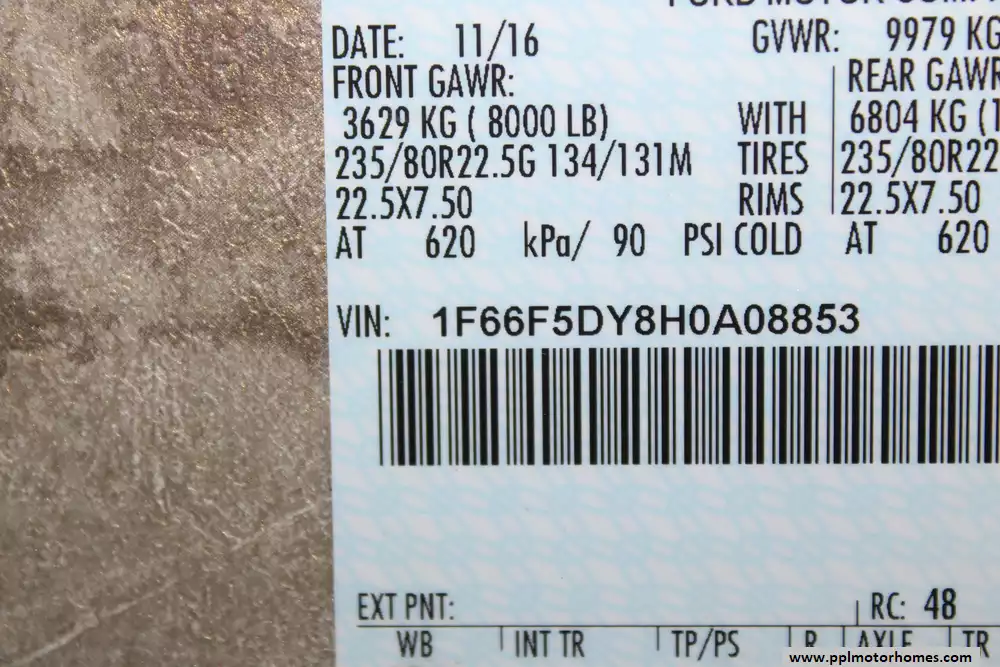 FORD MOTOR COMPA
DATE: 11/16 GVWR: 9979 KG
FRONT GAWR: REAR GAWR
3629 KG ( 8000 LB) WITH 6804 KG (1
235/80R22.5G 134/131M TIRES 235/80R22
22.5X7.50 RIMS 22.5X7.50
AT 620 kPa/ 90 PSI COLD AT 620
VIN: 1F66F5DY8H0A08853
EXT PNT: RC: 48
WB INT TR TP/PS R AXLE TR
www.pplmotorhomes.com